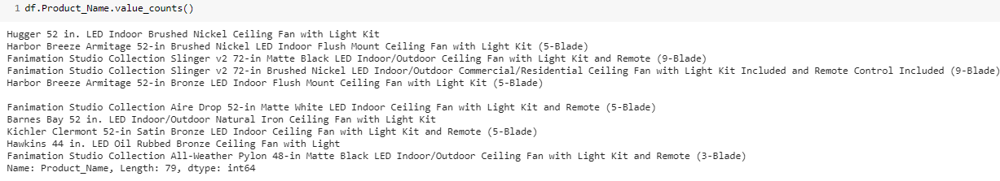 1 df.Product_Name.value_counts()
Hugger 52 in. LED Indoor Brushed Nickel Ceiling Fan with Light Kit
Harbor Breeze Armitage 52-in Brushed Nickel LED Indoor Flush Mount Ceiling Fan with Light Kit (5-Blade)
Fanimation Studio Collection Slinger v2 72-in Matte Black LED Indoor/Outdoor Ceiling Fan with Light Kit and Remote (9-Blade)
Fanimation Studio Collection Slinger v2 72-in Brushed Nickel LED Indoor/Outdoor Commercial/Residential Ceiling Fan with Light Kit Included and Remote Control Included (9-Blade)
Harbor Breeze Armitage 52-in Bronze LED Indoor Flush Mount Ceiling Fan with Light Kit (5-Blade)
Fanimation Studio Collection Aire Drop 52-in Matte White LED Indoor Ceiling Fan with Light Kit and Remote (5-Blade)
Barnes Bay 52 in. LED Indoor/Outdoor Natural Iron Ceiling Fan with Light Kit
Kichler Clermont 52-in Satin Bronze LED Indoor Ceiling Fan with Light Kit and Remote (5-Blade)
Hawkins 44 in. LED Oil Rubbed Bronze Ceiling Fan with Light
Fanimation Studio Collection All-Weather Pylon 48-in Matte Black LED Indoor/Outdoor Ceiling Fan with Light Kit and Remote (3-Blade)
Name: Product_Name, Length: 79, dtype: int64